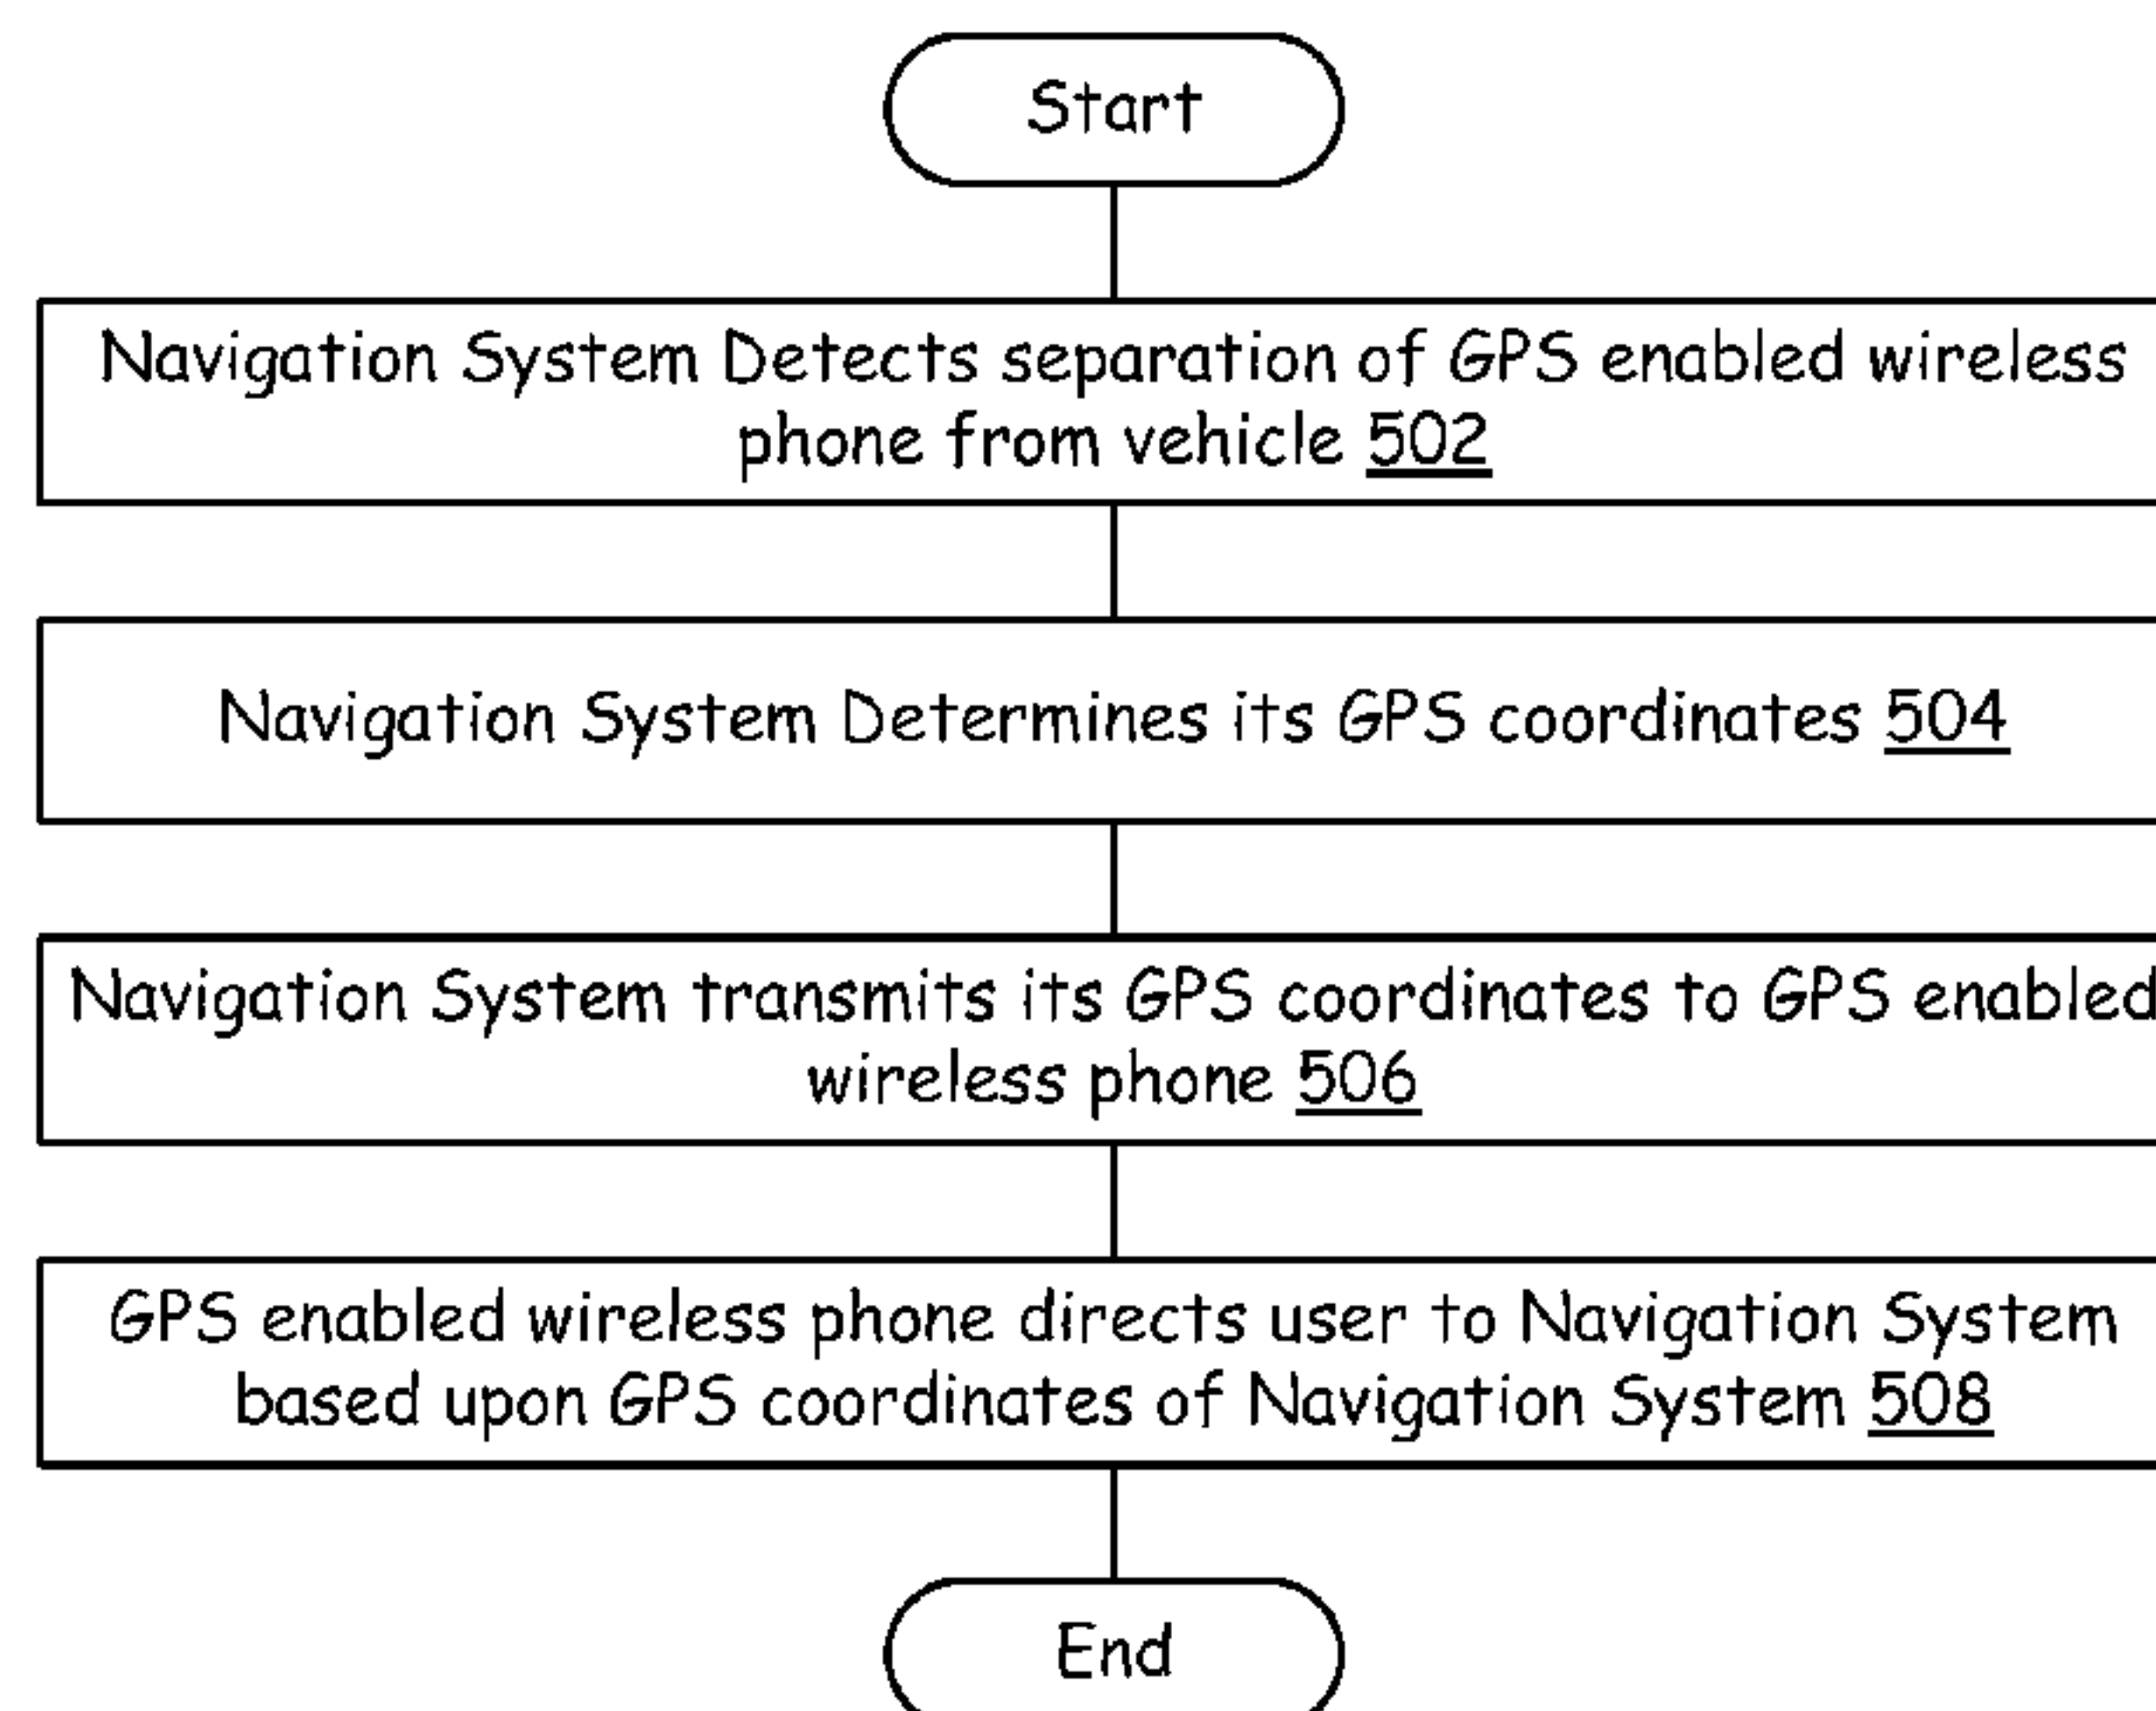 Start
Navigation System Detects separation of GPS enabled wireless
phone from vehicle 502
Navigation System Determines its GPS coordinates 504
Navigation System transmits its GPS coordinates to GPS enabled
wireless phone 506
GPS enabled wireless phone directs user to Navigation System
based upon GPS coordinates of Navigation System 508
End